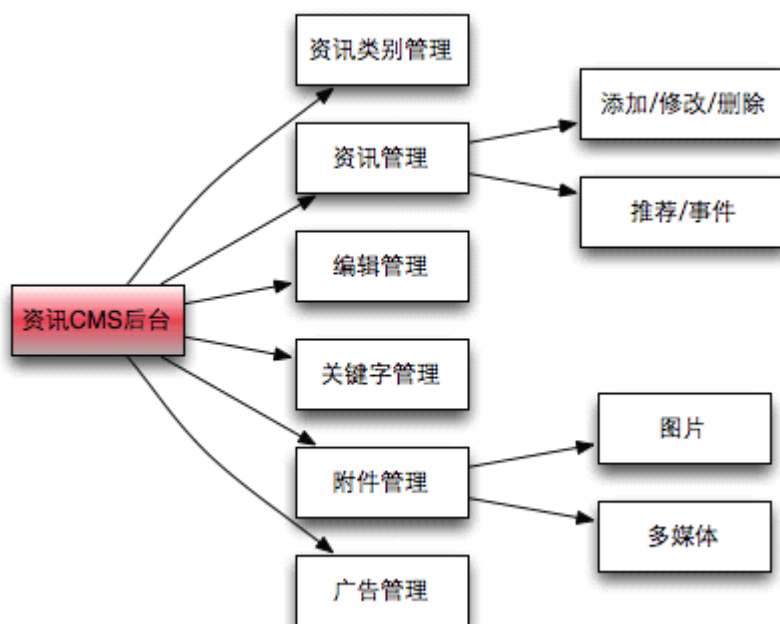 资讯类别管理
添加/修改/删除
资讯管理
推荐/事件
编辑管理
资讯CMS后台
关键字管理
图片
附件管理
多媒体
广告管理